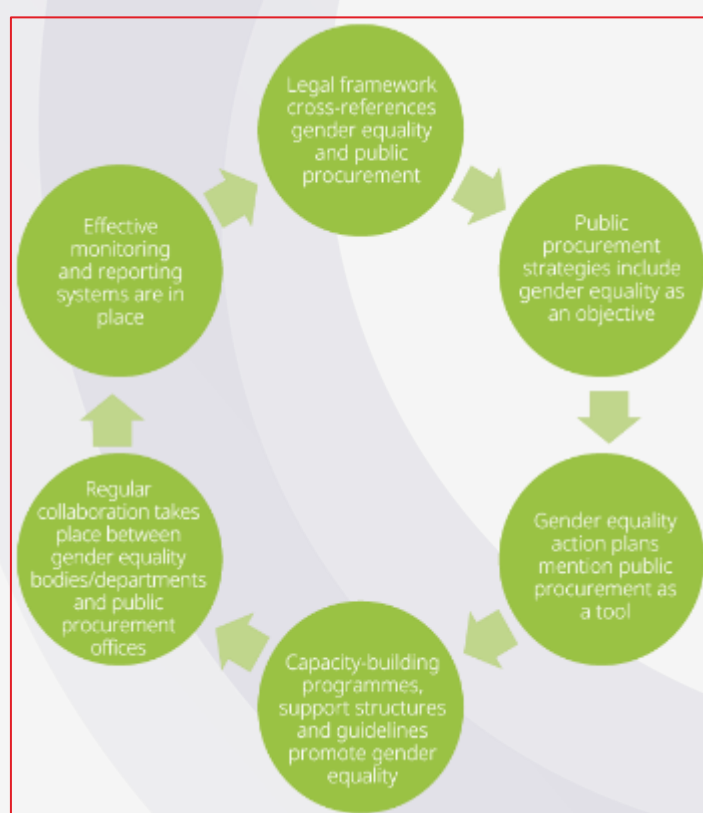 Legal framework
cross-references
gender equality
and public
procurement
Public
procurement
strategies include
gender equality as
an objective
Gender equality
action plans
mention public
procurement as
a tool
Capacity-building
programmes,
support structures
and guidelines
promote gender
equality
Regular
collaboration takes
place between
gender equality
bodies/departments
and public
procurement
offices
Effective
monitoring
and reporting
systems are in
place